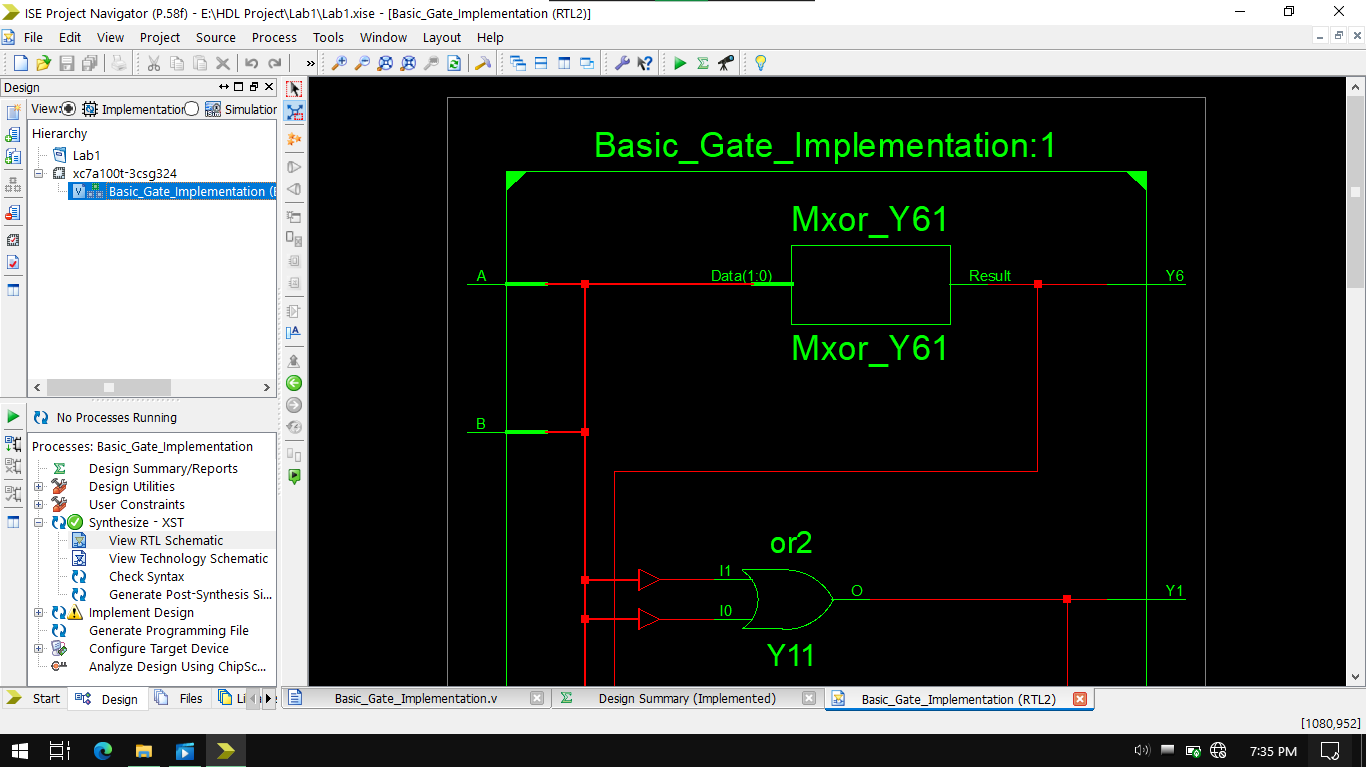 ISE Project Navigator (P.58f) - E:\HDL Project\Lab1\Lab1.xise - [Basic_Gate_Implementation (RTL2)]
File Edit View Project Source Process Tools Window Layout Help
»
Design
View: Implementation Simulation
Hierarchy
Lab1
xc7a100t-3csg324
V Basic_Gate_Implementation (
No Processes Running
Processes: Basic_Gate_Implementation
Design Summary/Reports
Design Utilities
User Constraints
Synthesize - XST
View RTL Schematic
View Technology Schematic
Check Syntax
Generate Post-Synthesis Si...
Implement Design
Generate Programming File
Configure Target Device
Analyze Design Using ChipSc...
Start Design Files Li
Basic_Gate_Implementation:1
Mxor_Y61
A Data(1:0) Result Y6
Mxor_Y61
B
or2
I1
O Y1
I0
Y11
Basic_Gate_Implementation.v
Design Summary (Implemented)
Basic_Gate_Implementation (RTL2)
[1080,952]
7:35 PM